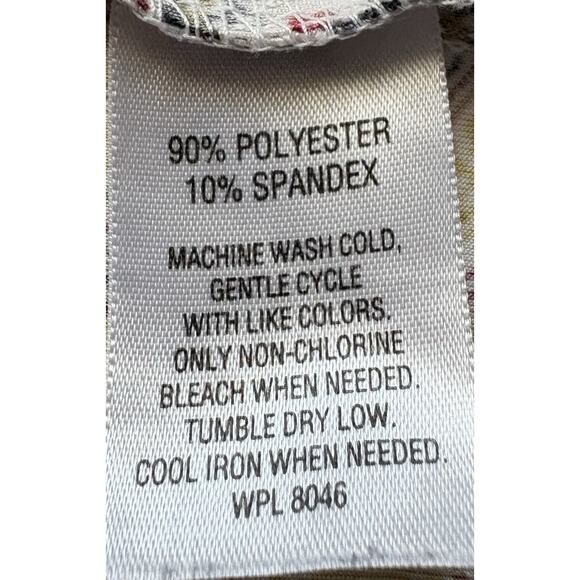 90% POLYESTER
10% SPANDEX
MACHINE WASH COLD,
GENTLE CYCLE
WITH LIKE COLORS.
ONLY NON-CHLORINE
BLEACH WHEN NEEDED.
TUMBLE DRY LOW.
COOL IRON WHEN NEEDED.
WPL 8046